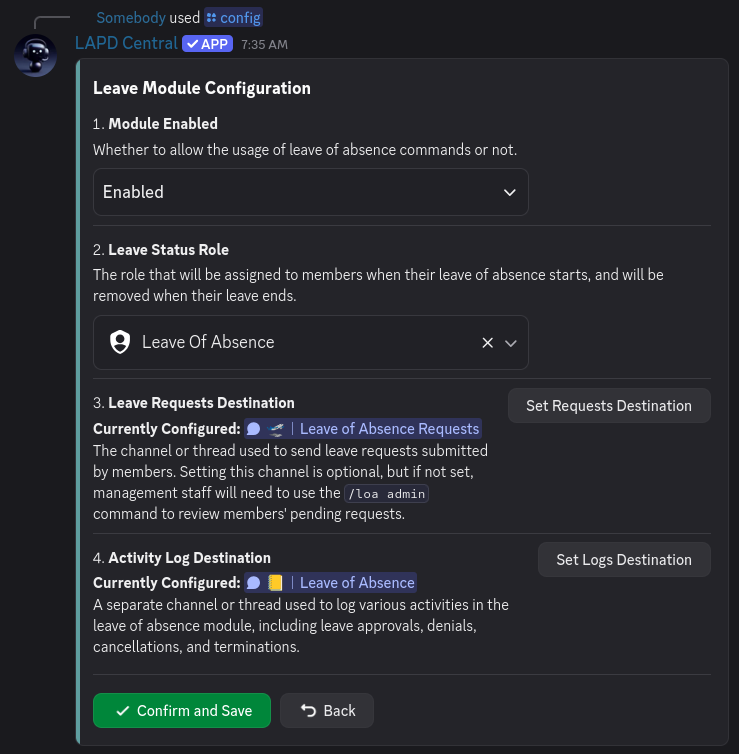 Somebody used config
LAPD Central APP 7:35 AM
Leave Module Configuration
1. Module Enabled
Whether to allow the usage of leave of absence commands or not.
Enabled
2. Leave Status Role
The role that will be assigned to members when their leave of absence starts, and will be
removed when their leave ends.
Leave Of Absence
3. Leave Requests Destination
Set Requests Destination
Currently Configured: 🛫 | Leave of Absence Requests
The channel or thread used to send leave requests submitted
by members. Setting this channel is optional, but if not set,
management staff will need to use the /loa admin
command to review members' pending requests.
4. Activity Log Destination
Set Logs Destination
Currently Configured: 📒 | Leave of Absence
A separate channel or thread used to log various activities in the
leave of absence module, including leave approvals, denials,
cancellations, and terminations.
Confirm and Save
Back